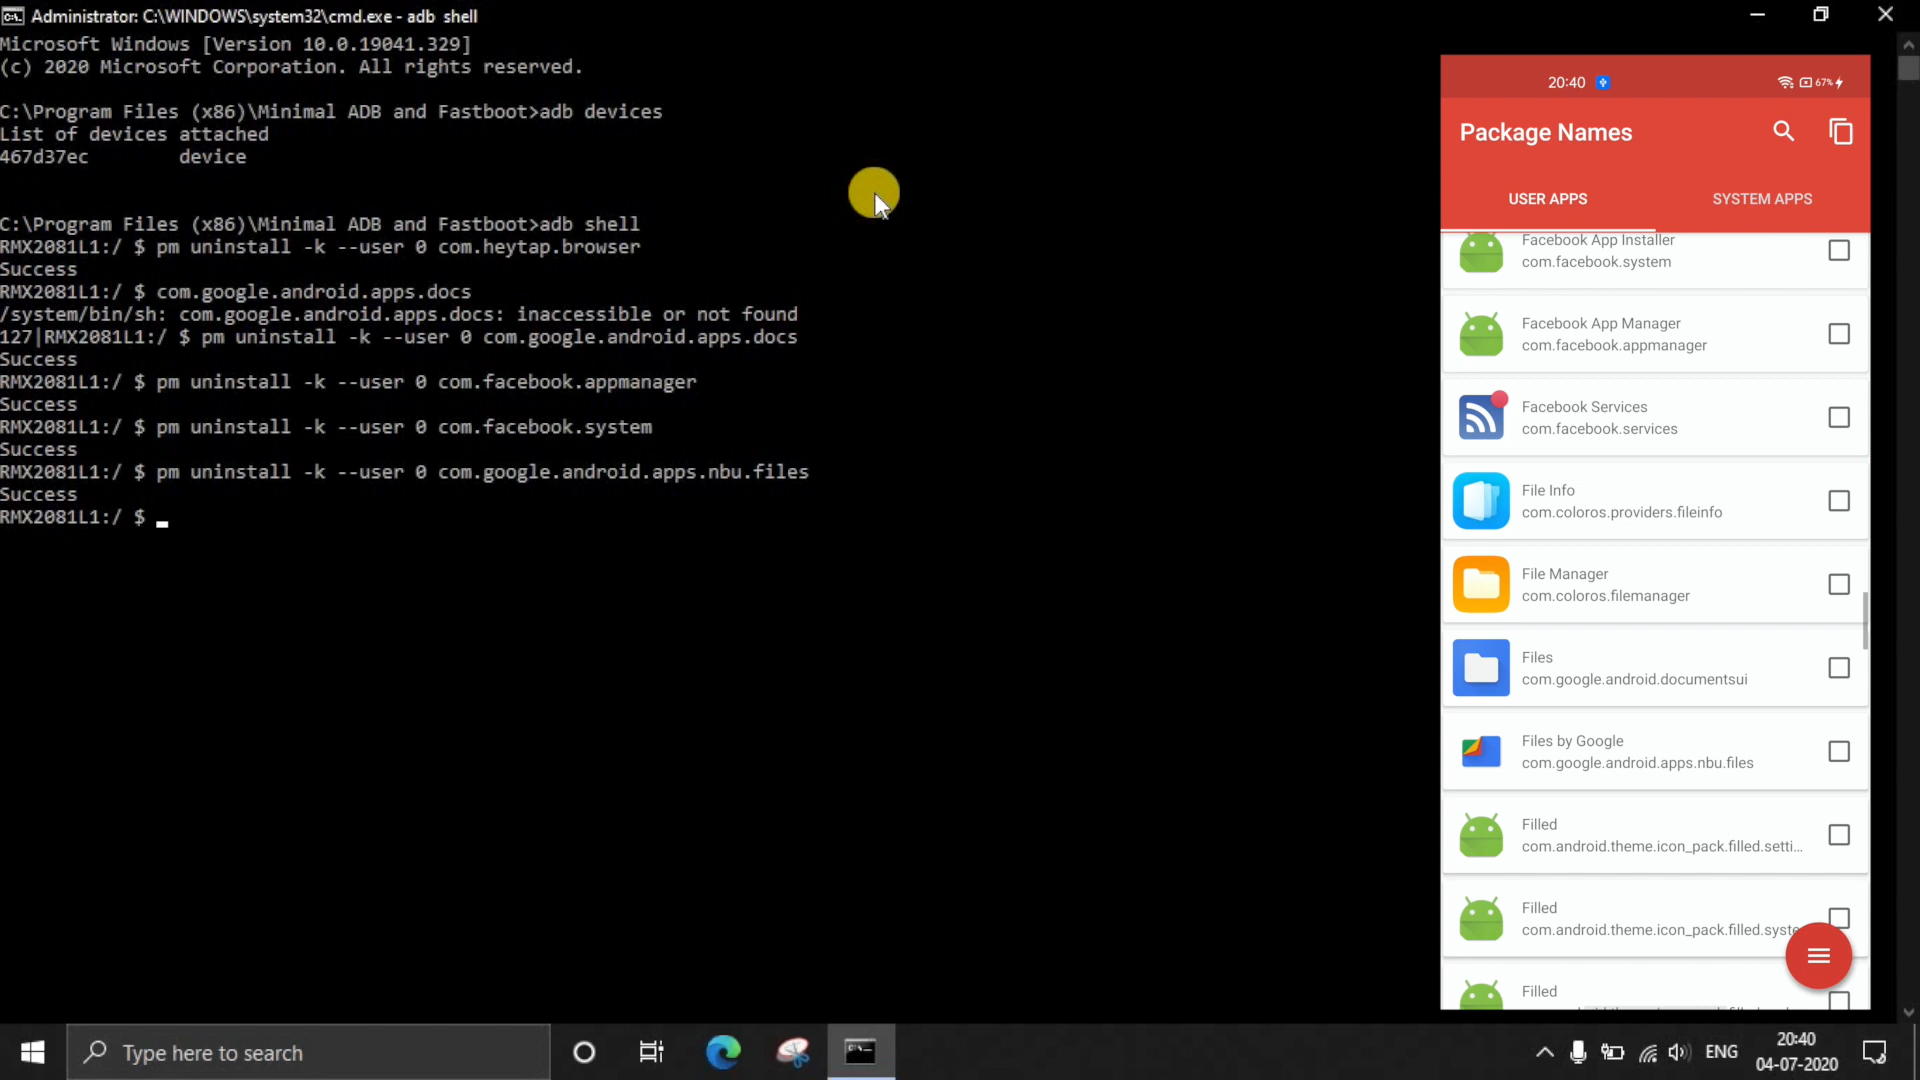 Administrator: C:\WINDOWS\system32\cmd.exe - adb shell
Microsoft Windows [Version 10.0.19041.329]
(c) 2020 Microsoft Corporation. All rights reserved.
C:\Program Files (x86)\Minimal ADB and Fastboot>adb devices
List of devices attached
467d37ec device
C:\Program Files (x86)\Minimal ADB and Fastboot>adb shell
RMX2081L1:/ $ pm uninstall -k --user 0 com.heytap.browser
Success
RMX2081L1:/ $ com.google.android.apps.docs
/system/bin/sh: com.google.android.apps.docs: inaccessible or not found
127|RMX2081L1:/ $ pm uninstall -k --user 0 com.google.android.apps.docs
Success
RMX2081L1:/ $ pm uninstall -k --user 0 com.facebook.appmanager
Success
RMX2081L1:/ $ pm uninstall -k --user 0 com.facebook.system
Success
RMX2081L1:/ $ pm uninstall -k --user 0 com.google.android.apps.nbu.files
Success
RMX2081L1:/ $
20:40 67%
Package Names
USER APPS SYSTEM APPS
Facebook App Installer
com.facebook.system
Facebook App Manager
com.facebook.appmanager
Facebook Services
com.facebook.services
File Info
com.coloros.providers.fileinfo
File Manager
com.coloros.filemanager
Files
com.google.android.documentsui
Files by Google
com.google.android.apps.nbu.files
Filled
com.android.theme.icon_pack.filled.setti...
Filled
com.android.theme.icon_pack.filled.syste
Filled
Type here to search
ENG
20:40
04-07-2020